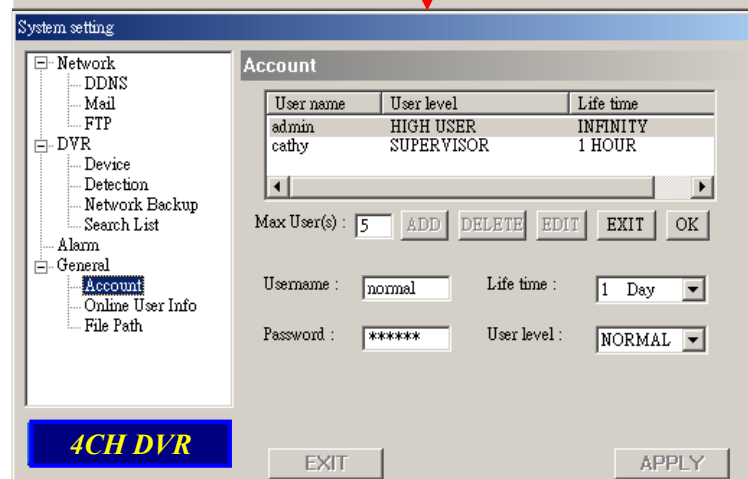 System setting
Network
DDNS
Mail
FTP
DVR
Device
Detection
Network Backup
Search List
Alarm
General
Account
Online User Info
File Path
4CH DVR
Account
User name User level Life time
admin HIGH USER INFINITY
cathy SUPERVISOR 1 HOUR
Max User(s) : 5 ADD DELETE EDIT EXIT OK
Username : normal Life time : 1 Day
Password : ****** User level : NORMAL
EXIT APPLY